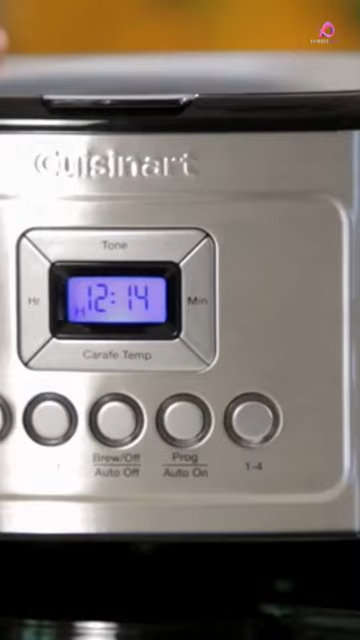 Cuisinart
Tone
Hr
12:14
H
Min
Carafe Temp
Brew/Off
Auto Off
Prog
Auto On
1-4